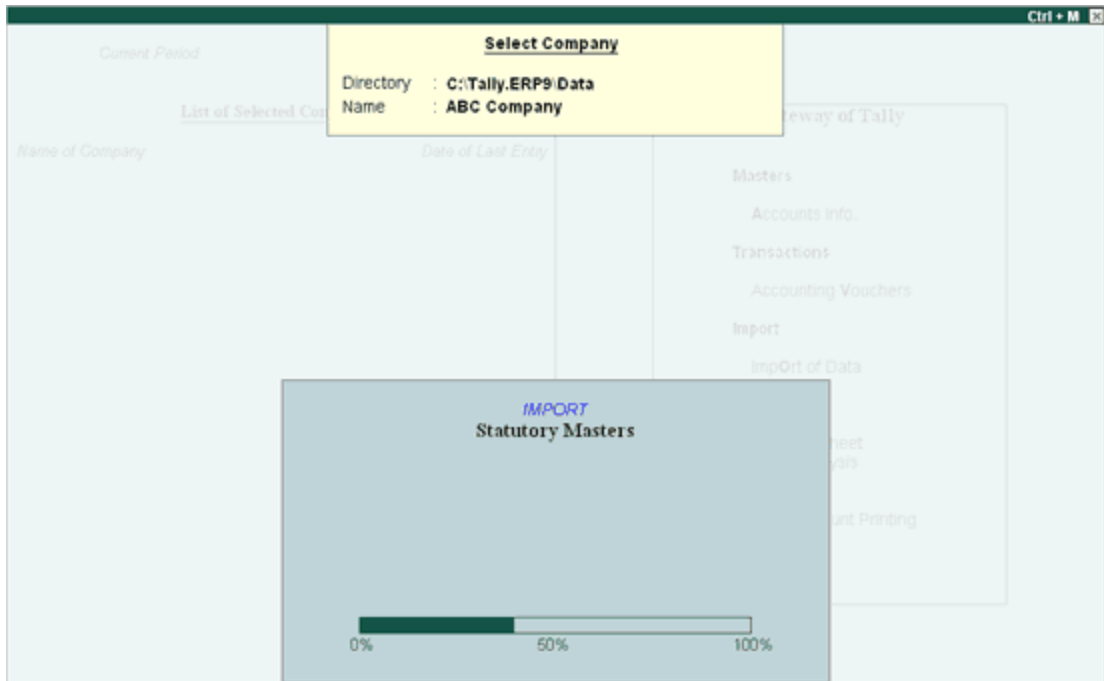 Ctrl + M
Current Period
Select Company
Directory : C:\Tally.ERP9\Data
Name : ABC Company
List of Selected Com
teway of Tally
Name of Company Date of Last Entry
Masters
Accounts Info.
Transactions
Accounting Vouchers
Import
ImpOrt of Data
IMPORT
Statutory Masters
heet
ysis
unt Printing
0% 50% 100%